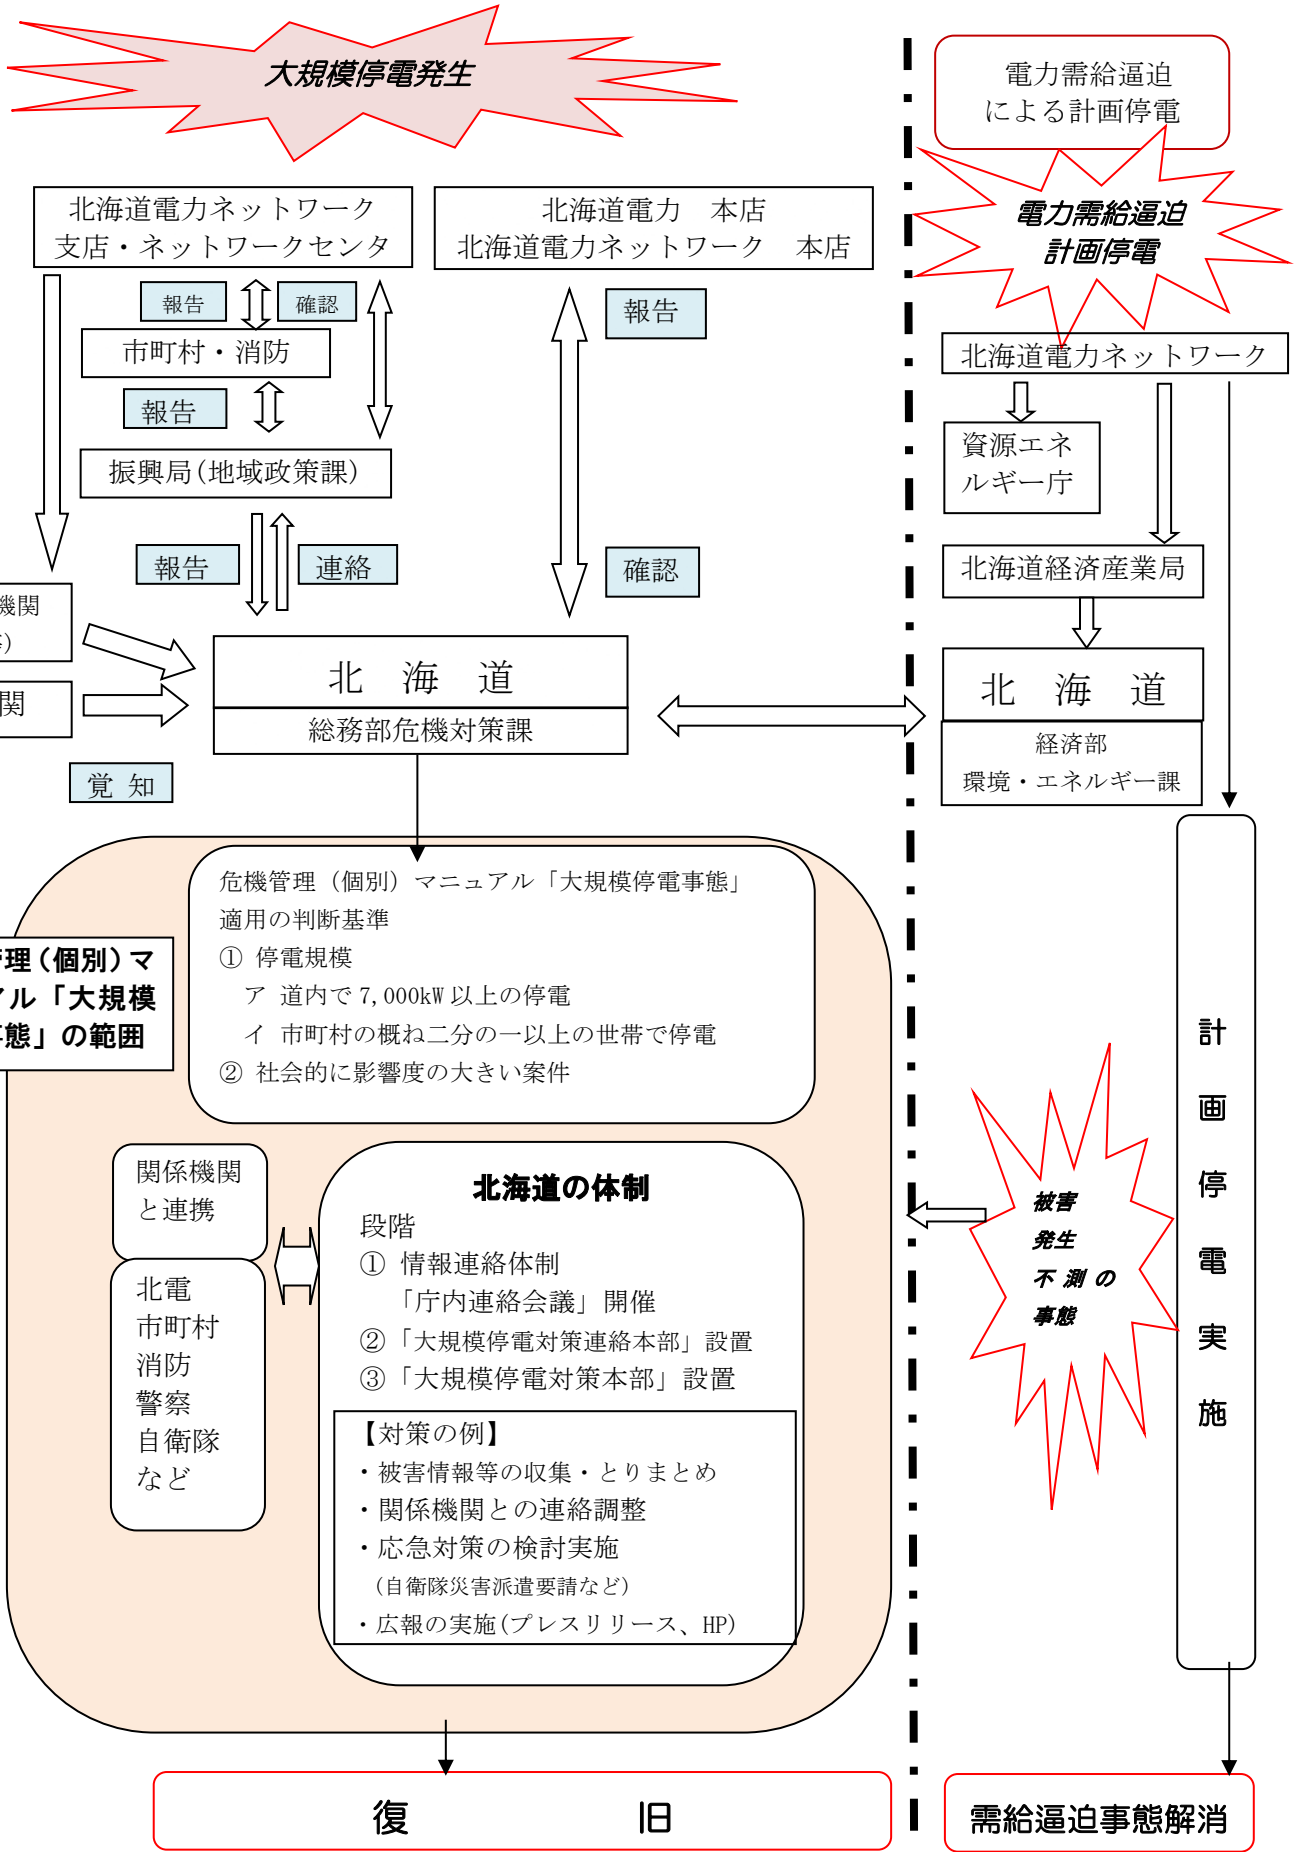 大規模停電発生
北海道電力ネットワーク
支店・ネットワークセンタ
北海道電力　本店
北海道電力ネットワーク　本店
報告
確認
市町村・消防
報告
振興局(地域政策課)
報告
連絡
報告
確認
機関
関
北　海　道
総務部危機対策課
覚 知
危機管理（個別）マニュアル「大規模停電事態」
適用の判断基準
① 停電規模
ア 道内で 7,000kW 以上の停電
イ 市町村の概ね二分の一以上の世帯で停電
② 社会的に影響度の大きい案件
理（個別）マ
アル「大規模
態」の範囲
関係機関
と連携
北電
市町村
消防
警察
自衛隊
など
北海道の体制
段階
① 情報連絡体制
「庁内連絡会議」開催
②「大規模停電対策連絡本部」設置
③「大規模停電対策本部」設置
【対策の例】
・被害情報等の収集・とりまとめ
・関係機関との連絡調整
・応急対策の検討実施
（自衛隊災害派遣要請など）
・広報の実施(プレスリリース、HP)
復　旧
電力需給逼迫
による計画停電
電力需給逼迫
計画停電
北海道電力ネットワーク
資源エネ
ルギー庁
北海道経済産業局
北　海　道
経済部
環境・エネルギー課
被害
発生
不 測 の
事態
計画停電実施
需給逼迫事態解消